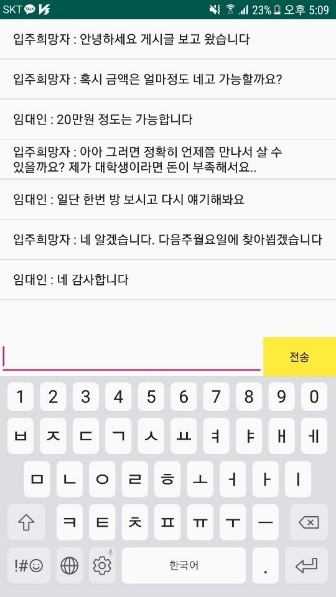 SKT 23% 오후 5:09
입주희망자 : 안녕하세요 게시글 보고 왔습니다
입주희망자 : 혹시 금액은 얼마정도 네고 가능할까요?
임대인 : 20만원 정도는 가능합니다
입주희망자 : 아아 그러면 정확히 언제쯤 만나서 살 수
있을까요? 제가 대학생이라면 돈이 부족해서요..
임대인 : 일단 한번 방 보시고 다시 얘기해봐요
입주희망자 : 네 알겠습니다. 다음주월요일에 찾아뵙겠습니다
임대인 : 네 감사합니다
전송
1 2 3 4 5 6 7 8 9 0
ㅂ ㅈ ㄷ ㄱ ㅅ ㅛ ㅕ ㅑ ㅐ ㅔ
ㅁ ㄴ ㅇ ㄹ ㅎ ㅗ ㅓ ㅏ ㅣ
ㅋ ㅌ ㅊ ㅍ ㅠ ㅜ ㅡ
!#☺ 한국어 .